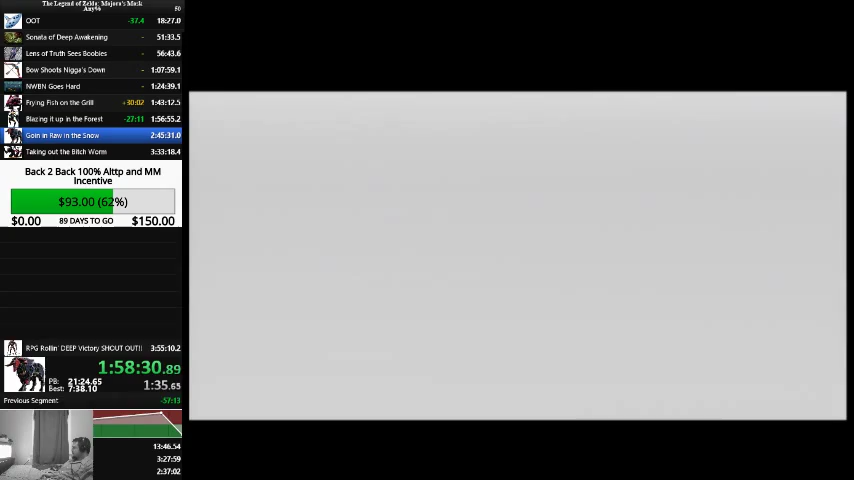 The Legend of Zelda: Majora's Mask
Any% 50
OOT -37.4 18:27.0
Sonata of Deep Awakening - 51:33.5
Lens of Truth Sees Boobies - 56:43.6
Bow Shoots Nigga's Down - 1:07:59.1
NWBN Goes Hard - 1:24:39.1
Frying Fish on the Grill +30:02 1:43:12.5
Blazing it up in the Forest -27:11 1:56:55.2
Goin in Raw in the Snow 2:45:31.0
Taking out the Bitch Worm 3:33:18.4
Back 2 Back 100% Alttp and MM
Incentive
$93.00 (62%)
$0.00 89 DAYS TO GO $150.00
RPG Rollin' DEEP Victory SHOUT OUT!! 3:55:10.2
1:58:30.89
PB: 21:24.65 1:35.65
Best: 7:38.10
Previous Segment -57:13
13:46.54
3:27:59
2:37:02